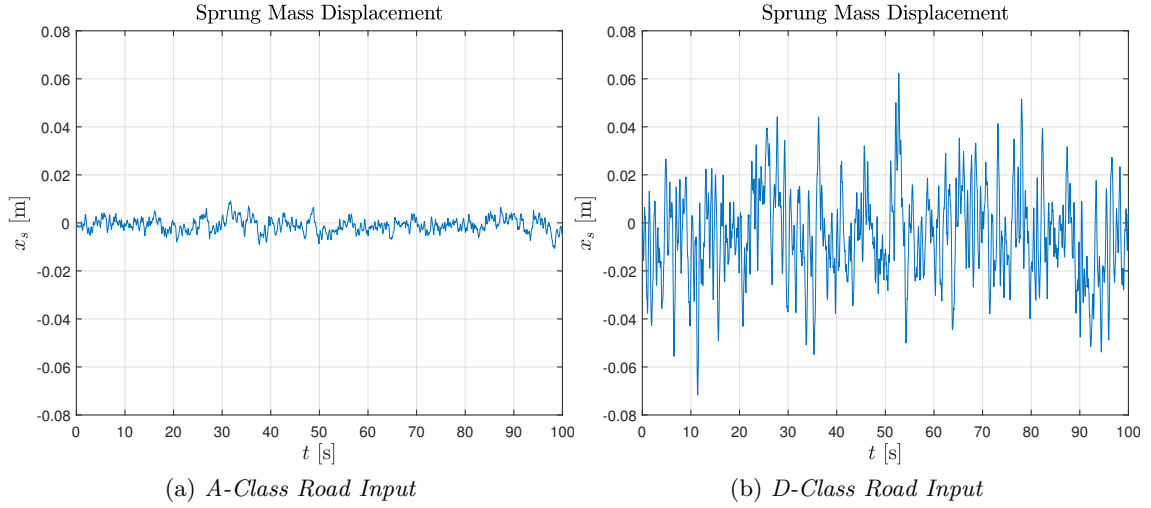 Sprung Mass Displacement
0.08
0.06
0.04
0.02
0
-0.02
-0.04
-0.06
-0.08
x_s [m]
0 10 20 30 40 50 60 70 80 90 100
t [s]
(a) A-Class Road Input
Sprung Mass Displacement
0.08
0.06
0.04
0.02
0
-0.02
-0.04
-0.06
-0.08
x_s [m]
0 10 20 30 40 50 60 70 80 90 100
t [s]
(b) D-Class Road Input